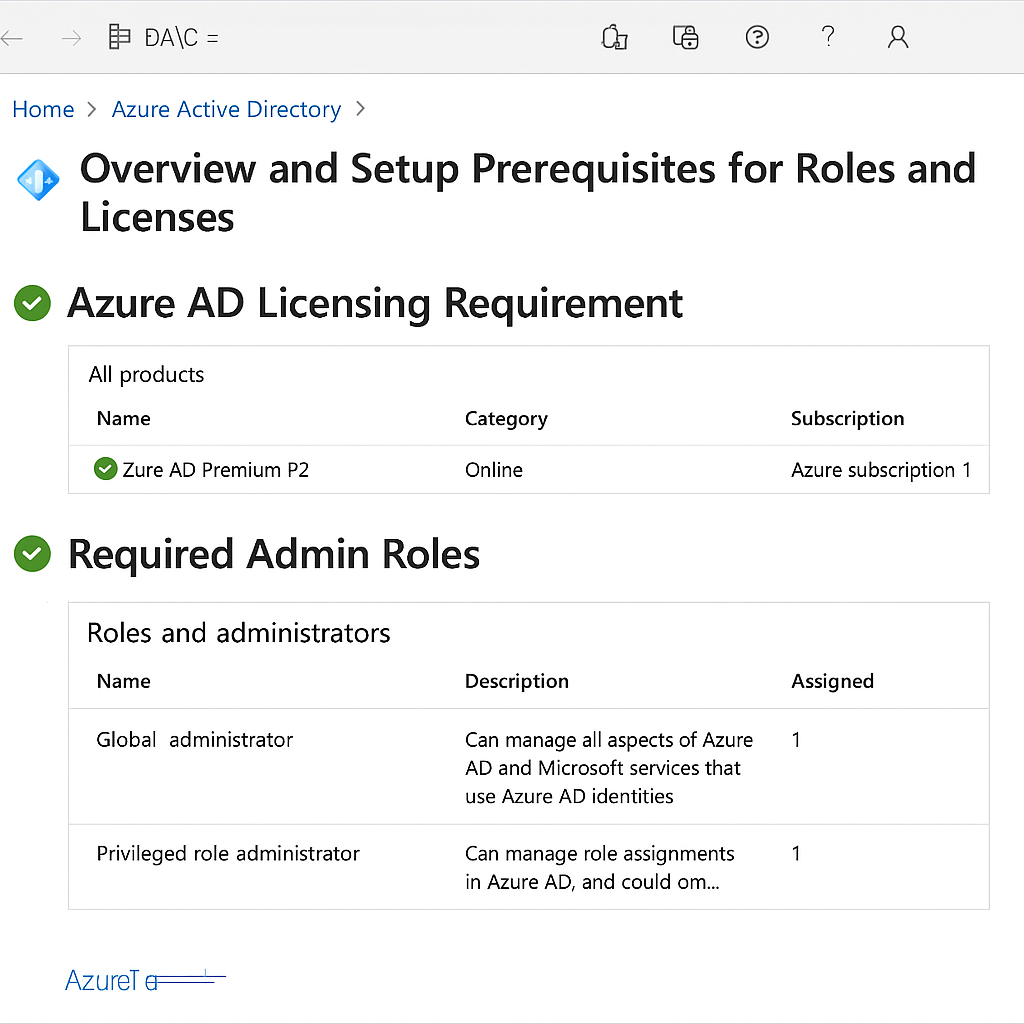 ĐA\C =
Home > Azure Active Directory >
Overview and Setup Prerequisites for Roles and
Licenses
Azure AD Licensing Requirement
All products
Name Category Subscription
Zure AD Premium P2 Online Azure subscription 1
Required Admin Roles
Roles and administrators
Name Description Assigned
Global administrator Can manage all aspects of Azure 1
AD and Microsoft services that
use Azure AD identities
Privileged role administrator Can manage role assignments 1
in Azure AD, and could om...
AzureT